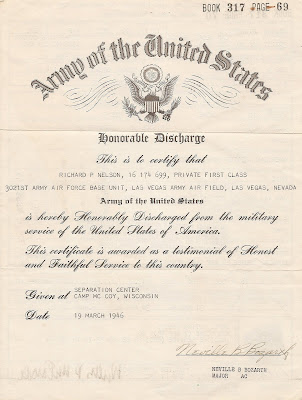 BOOK 317 PAGE 69
Army of the United States
Honorable Discharge
This is to certify that
RICHARD P NELSON, 16 174 699, PRIVATE FIRST CLASS
3021ST ARMY AIR FORCE BASE UNIT, LAS VEGAS ARMY AIR FIELD, LAS VEGAS, NEVADA
Army of the United States
is hereby Honorably Discharged from the military
service of the United States of America.
This certificate is awarded as a testimonial of Honest
and Faithful Service to this country.
Given at SEPARATION CENTER
CAMP MC COY, WISCONSIN
Date 19 MARCH 1946
Neville B Bozarth
NEVILLE B BOZARTH
MAJOR AC